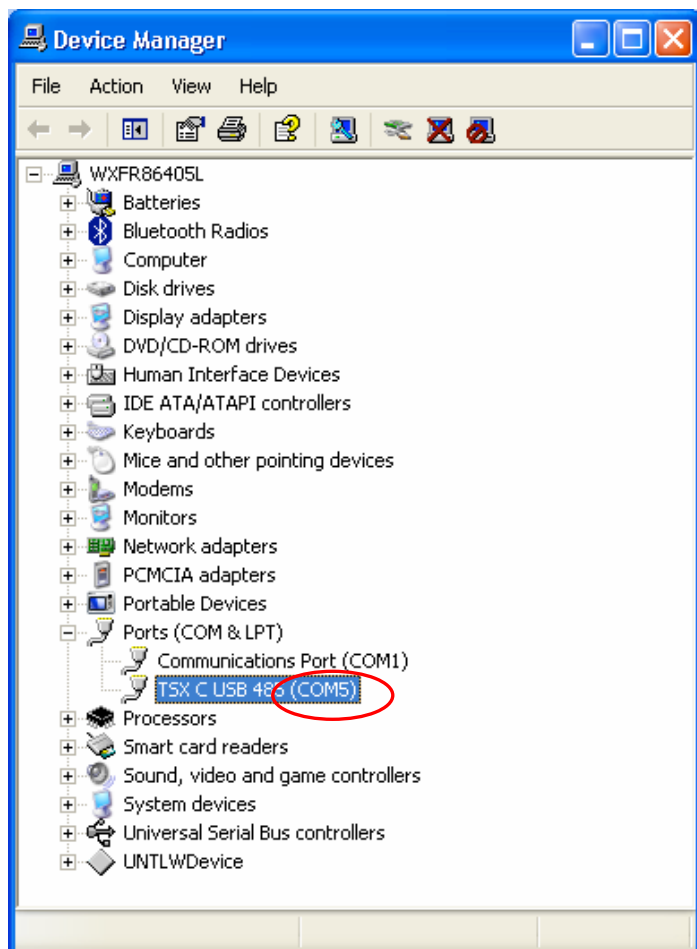 Device Manager
File Action View Help
WXFR86405L
Batteries
Bluetooth Radios
Computer
Disk drives
Display adapters
DVD/CD-ROM drives
Human Interface Devices
IDE ATA/ATAPI controllers
Keyboards
Mice and other pointing devices
Modems
Monitors
Network adapters
PCMCIA adapters
Portable Devices
Ports (COM & LPT)
Communications Port (COM1)
TSX C USB 485 (COM5)
Processors
Smart card readers
Sound, video and game controllers
System devices
Universal Serial Bus controllers
UNTLWDevice